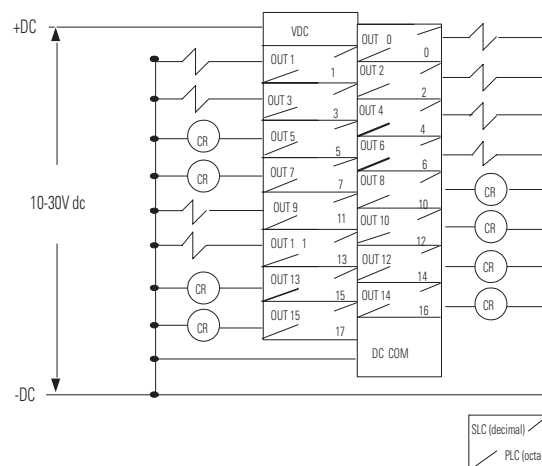 +DC
VDC
OUT 0
0
OUT 1
1
OUT 2
2
OUT 3
3
OUT 4
4
OUT 5
5
OUT 6
6
OUT 7
7
OUT 8
10
OUT 9
11
OUT 10
12
OUT 1 1
13
OUT 12
14
OUT 13
15
OUT 14
16
OUT 15
17
DC COM
CR
CR
CR
CR
CR
CR
CR
CR
10-30V dc
-DC
SLC (decimal)
PLC (octa